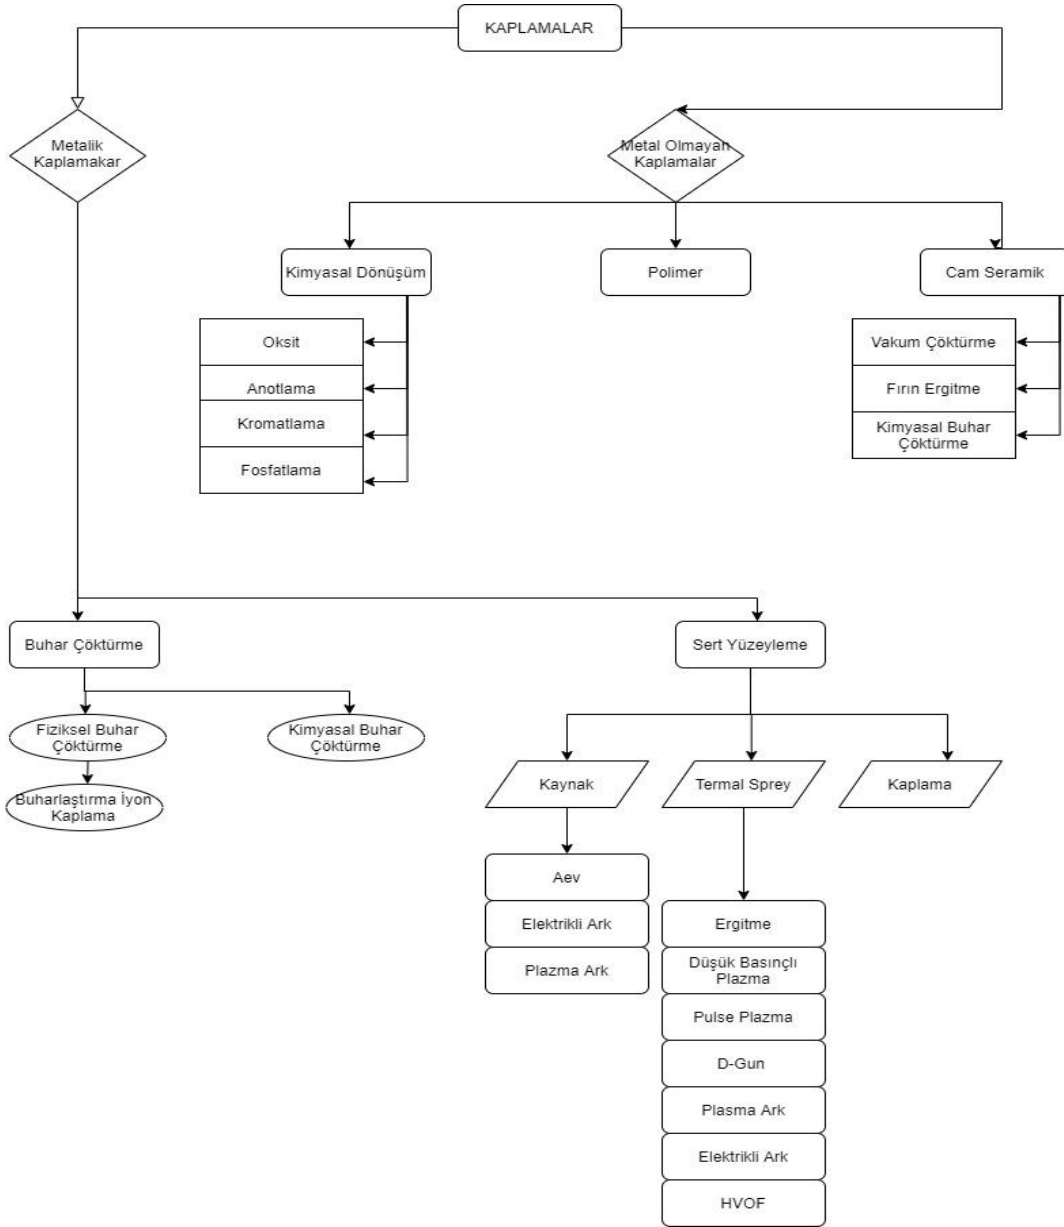 KAPLAMALAR
Metalik
Kaplamakar
Metal Olmayan
Kaplamalar
Kimyasal Dönüşüm
Polimer
Cam Seramik
Oksit
Anotlama
Kromatlama
Fosfatlama
Vakum Çöktürme
Fırın Ergitme
Kimyasal Buhar
Çöktürme
Buhar Çöktürme
Sert Yüzeyleme
Fiziksel Buhar
Çöktürme
Kimyasal Buhar
Çöktürme
Buharlaştırma İyon
Kaplama
Kaynak
Termal Sprey
Kaplama
Aev
Elektrikli Ark
Plazma Ark
Ergitme
Düşük Basınçlı
Plazma
Pulse Plazma
D-Gun
Plasma Ark
Elektrikli Ark
HVOF